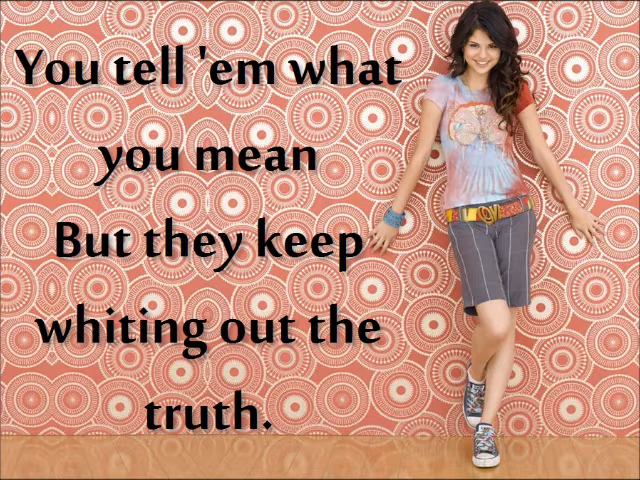 You tell 'em what
you mean
But they keep
whiting out the
truth.